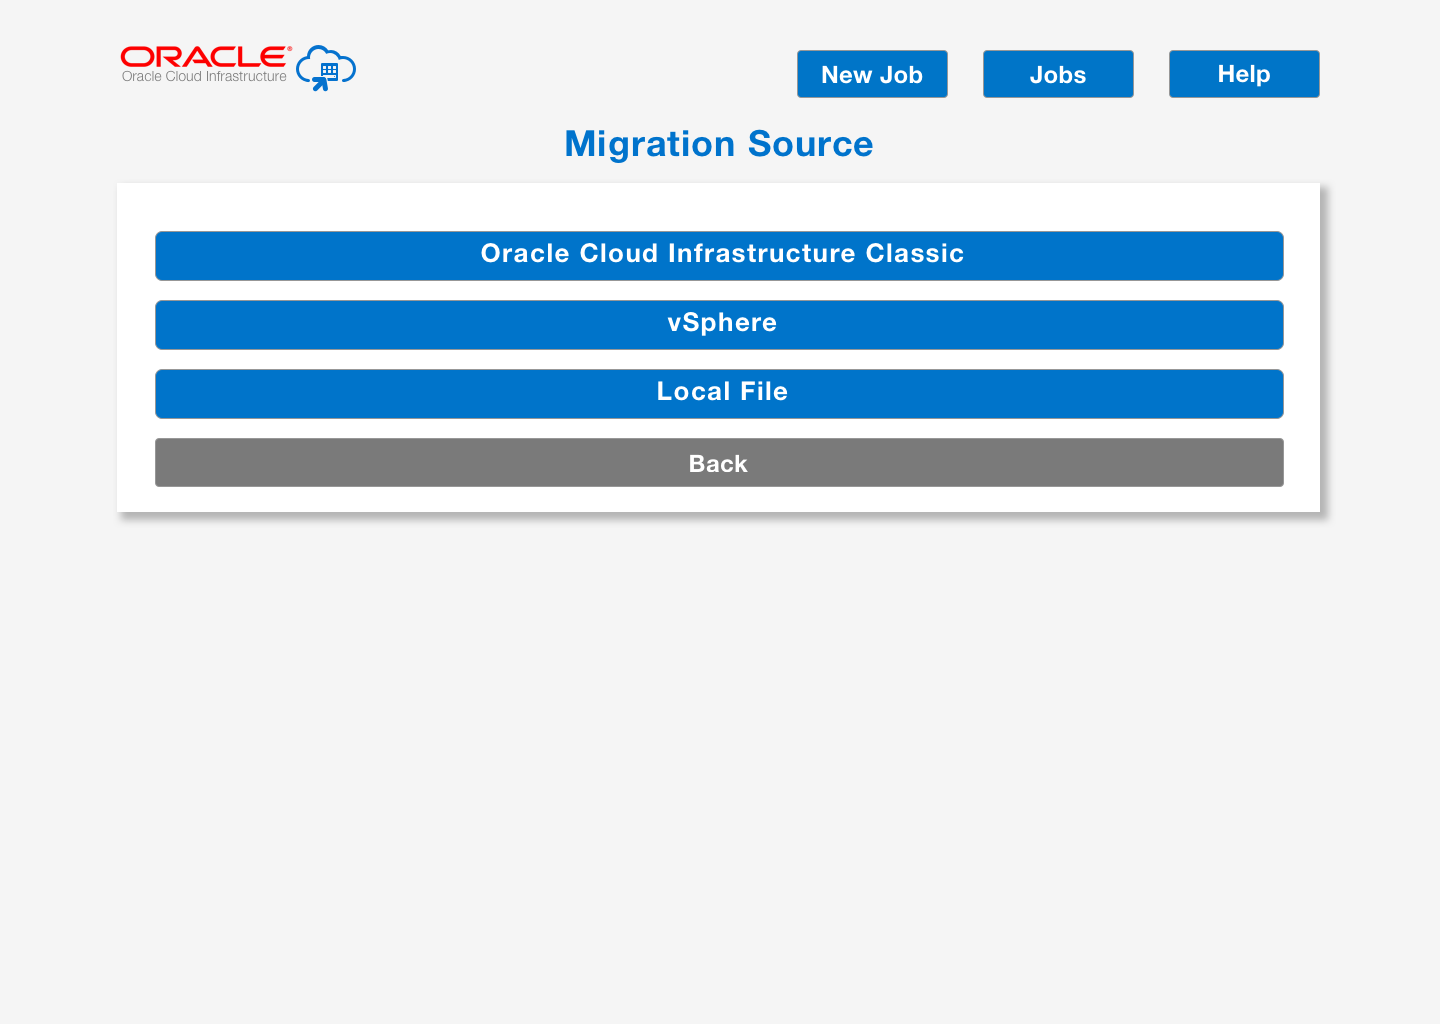 ORACLE®
Oracle Cloud Infrastructure
New Job
Jobs
Help
Migration Source
Oracle Cloud Infrastructure Classic
vSphere
Local File
Back